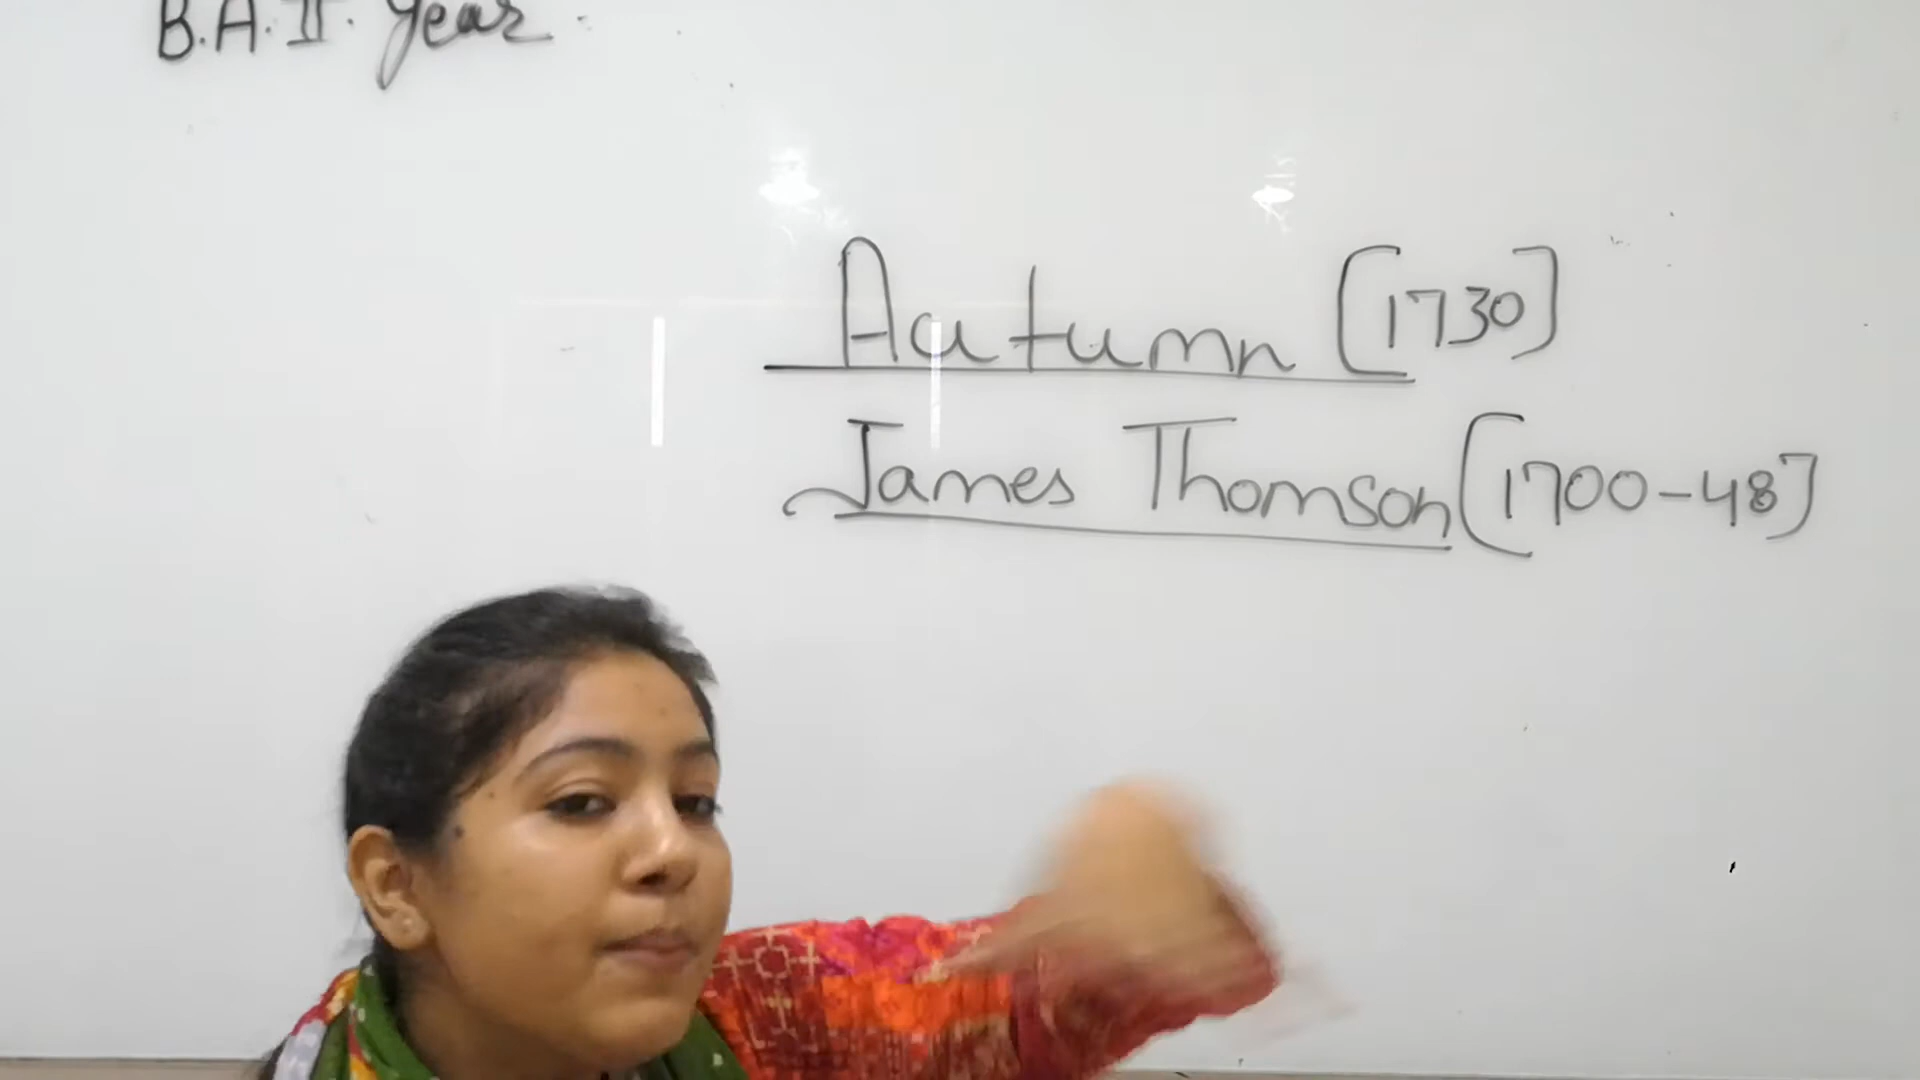 B.A. II. Year
Autumn [1730]
James Thomson [1700-48]